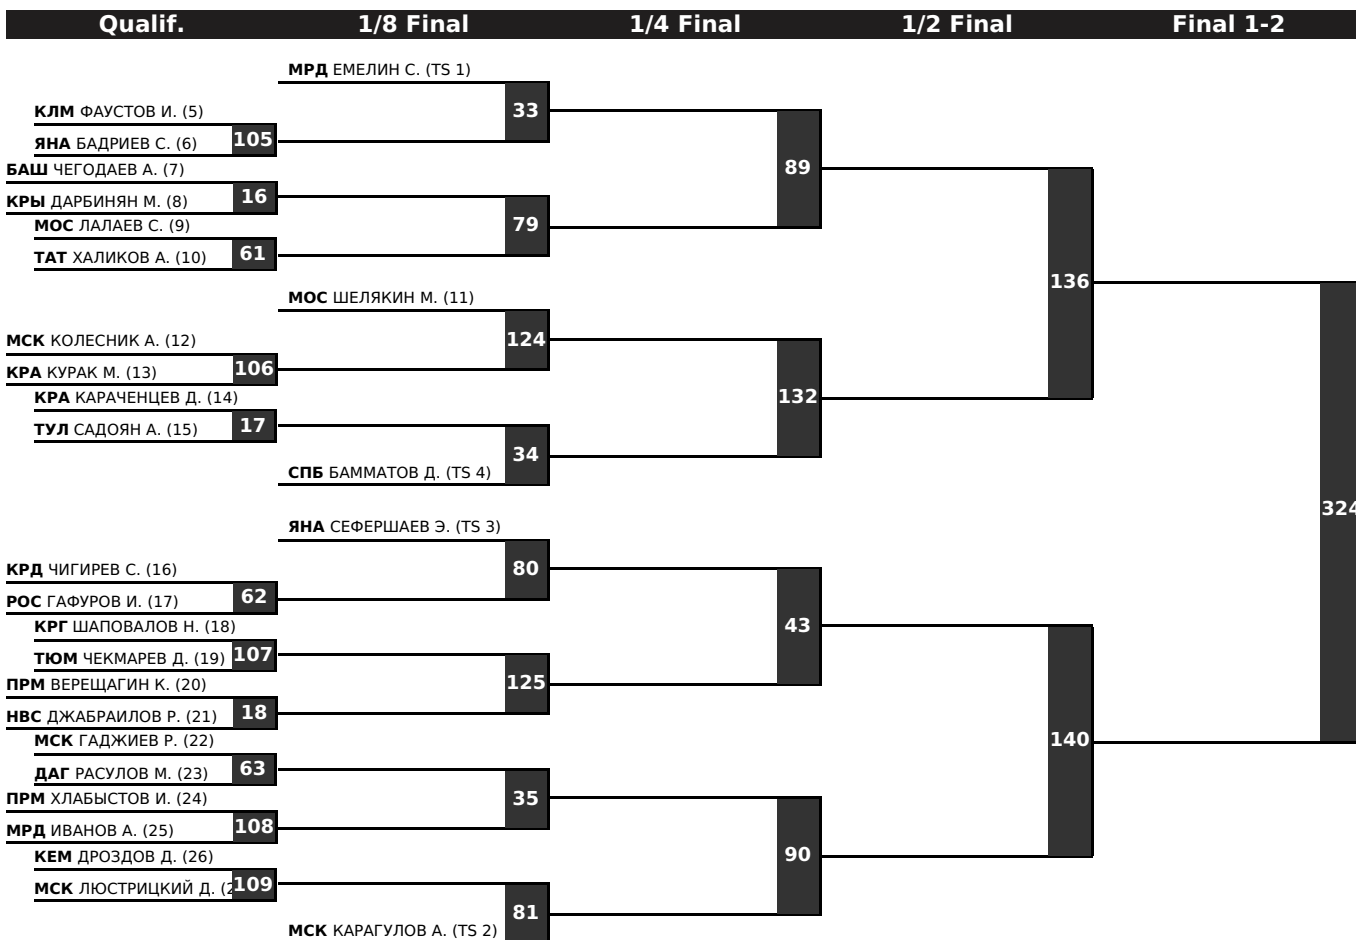 Qualif. 1/8 Final 1/4 Final 1/2 Final Final 1-2
МРД ЕМЕЛИН С. (TS 1)
33
КЛМ ФАУСТОВ И. (5)
105
ЯНА БАДРИЕВ С. (6)
БАШ ЧЕГОДАЕВ А. (7)
89
16
КРЫ ДАРБИНЯН М. (8)
МОС ЛАЛАЕВ С. (9)
79
61
ТАТ ХАЛИКОВ А. (10)
136
МОС ШЕЛЯКИН М. (11)
124
МСК КОЛЕСНИК А. (12)
106
КРА КУРАК М. (13)
КРА КАРАЧЕНЦЕВ Д. (14)
132
17
ТУЛ САДОЯН А. (15)
34
СПБ БАММАТОВ Д. (TS 4)
324
ЯНА СЕФЕРШАЕВ Э. (TS 3)
80
КРД ЧИГИРЕВ С. (16)
62
РОС ГАФУРОВ И. (17)
КРГ ШАПОВАЛОВ Н. (18)
43
107
ТЮМ ЧЕКМАРЕВ Д. (19)
ПРМ ВЕРЕЩАГИН К. (20)
125
18
НВС ДЖАБРАИЛОВ Р. (21)
МСК ГАДЖИЕВ Р. (22)
140
63
ДАГ РАСУЛОВ М. (23)
ПРМ ХЛАБЫСТОВ И. (24)
35
108
МРД ИВАНОВ А. (25)
КЕМ ДРОЗДОВ Д. (26)
90
109
МСК ЛЮСТРИЦКИЙ Д. (2
81
МСК КАРАГУЛОВ А. (TS 2)